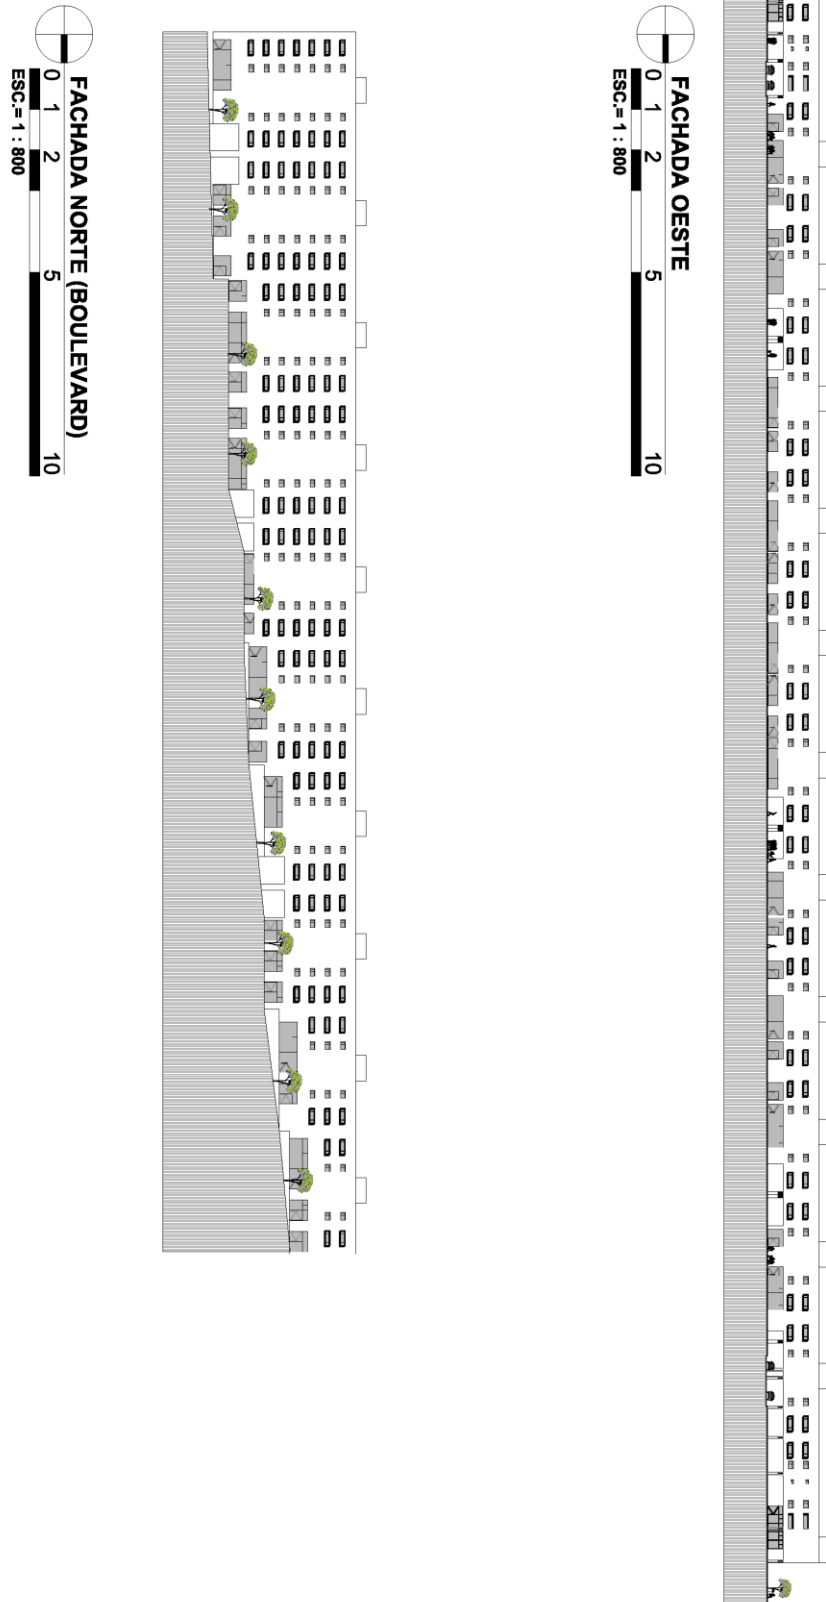 FACHADA NORTE (BOULEVARD)
0 1 2 5 10
ESC.= 1 : 800
FACHADA OESTE
0 1 2 5 10
ESC.= 1 : 800